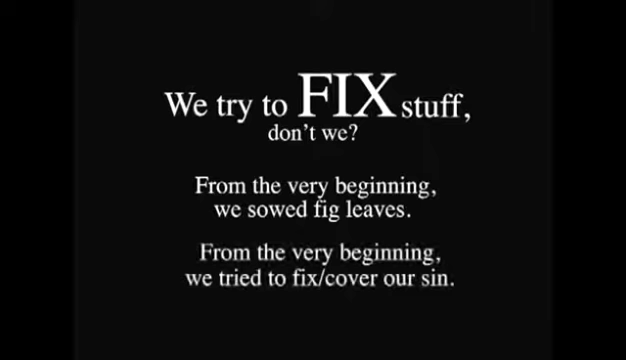 We try to FIX stuff,
don't we?
From the very beginning,
we sowed fig leaves.
From the very beginning,
we tried to fix/cover our sin.